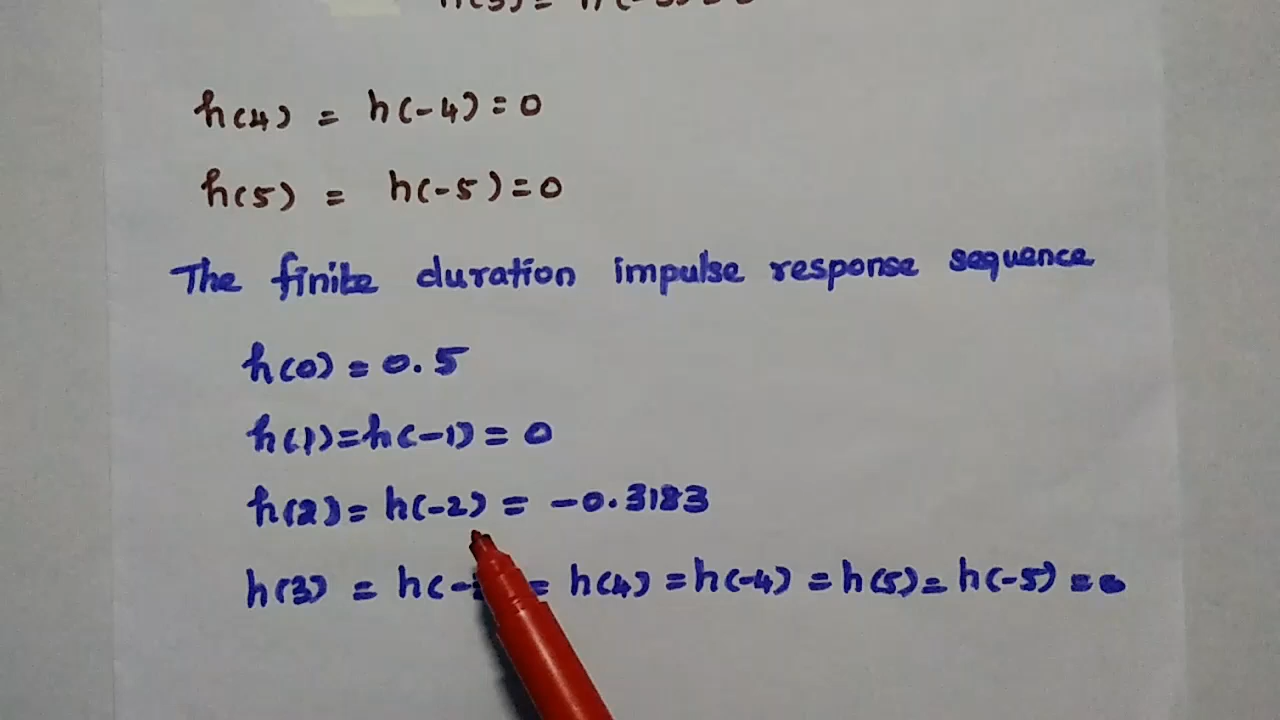 h(4) = h(-4) = 0
h(5) = h(-5) = 0
The finite duration impulse response sequence
h(0) = 0.5
h(1) = h(-1) = 0
h(2) = h(-2) = -0.3183
h(3) = h(- = h(4) = h(-4) = h(5) = h(-5) = 0